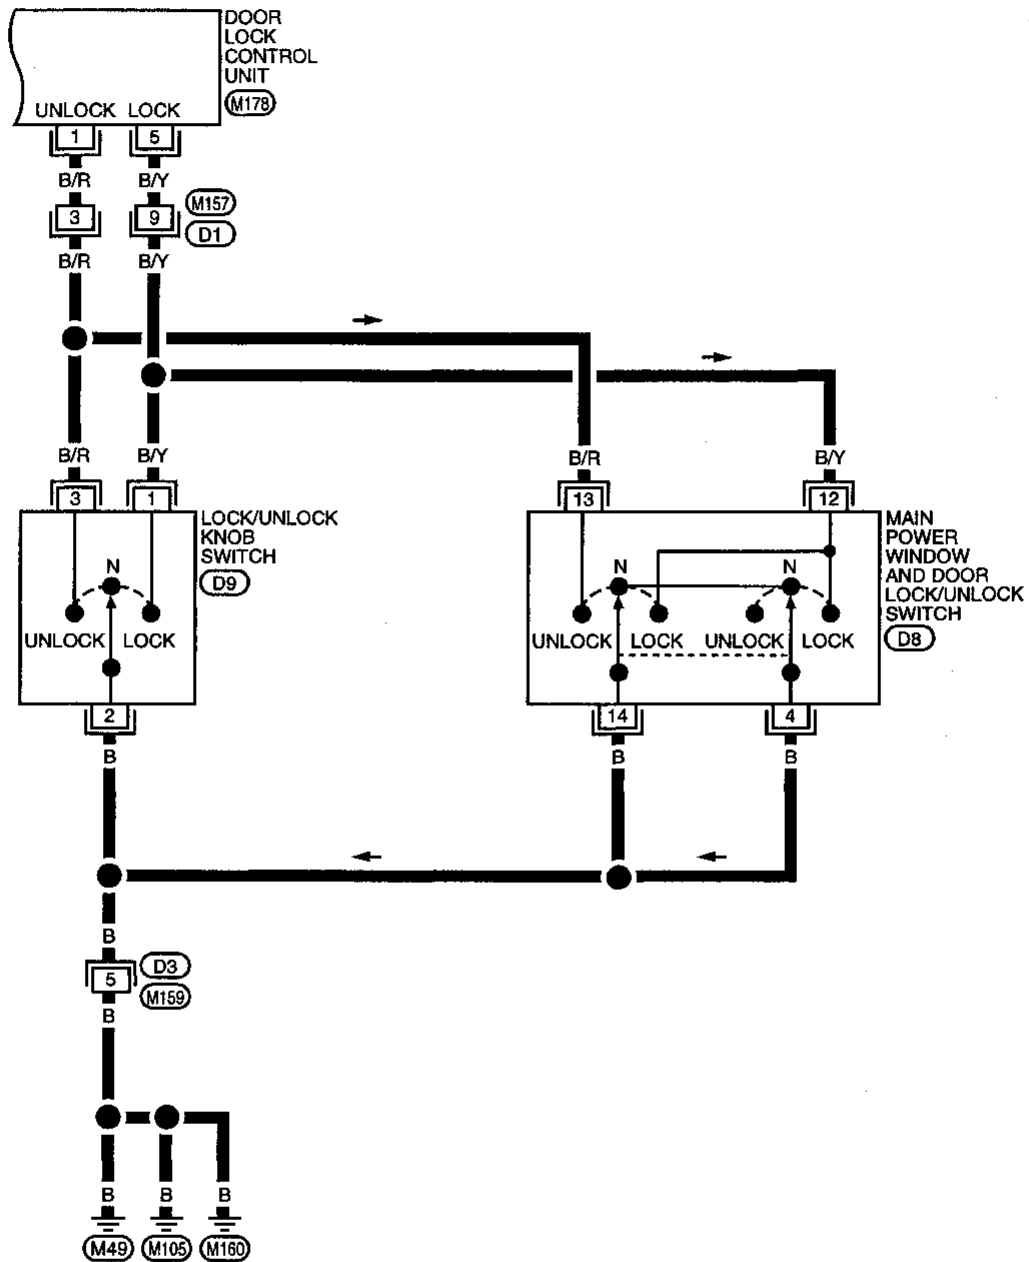 DOOR
LOCK
CONTROL
UNIT
M178
UNLOCK LOCK
1 5
B/R B/Y
M157
3 9
D1
B/R B/Y
B/R B/Y B/R B/Y
3 1 13 12
LOCK/UNLOCK
KNOB
SWITCH
D9
N
UNLOCK LOCK
MAIN
POWER
WINDOW
AND DOOR
LOCK/UNLOCK
SWITCH
D8
N N
UNLOCK LOCK UNLOCK LOCK
2 14 4
B B B
B
D3
5
M159
B
B B B
M49 M105 M160